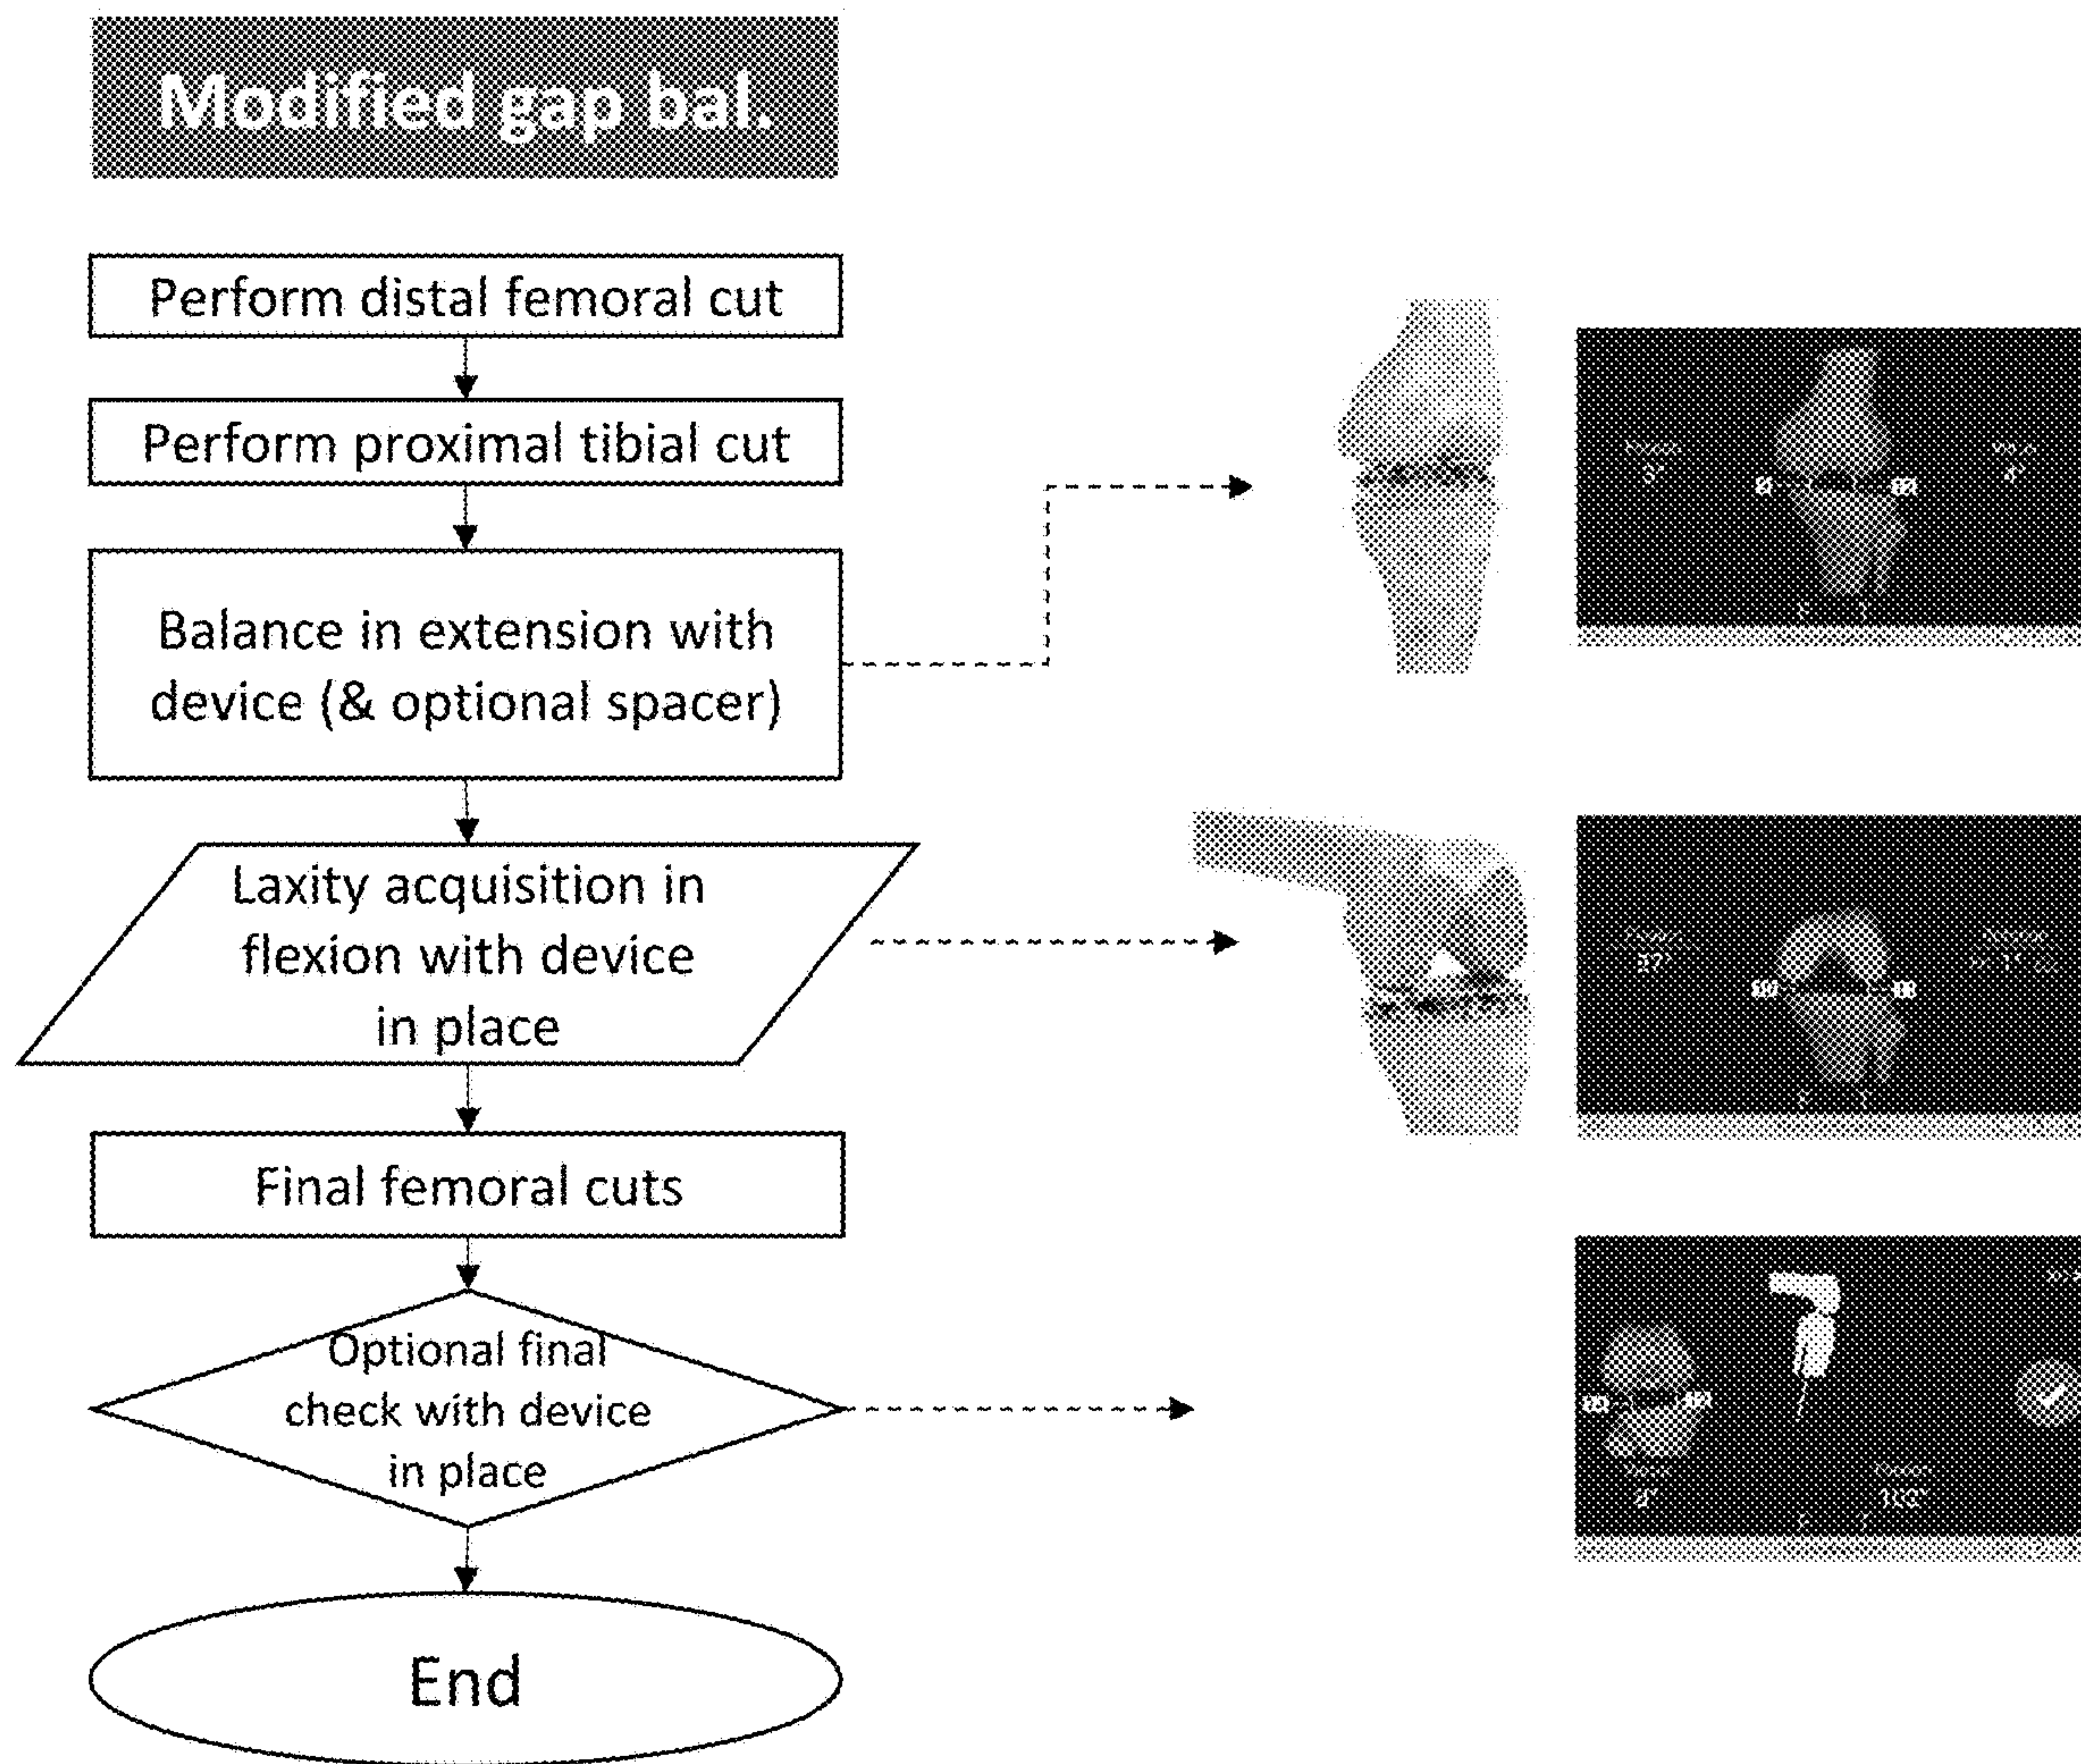 Modified gap bal.
Perform distal femoral cut
Perform proximal tibial cut
Balance in extension with
device (& optional spacer)
Laxity acquisition in
flexion with device
in place
Final femoral cuts
Optional final
check with device
in place
End